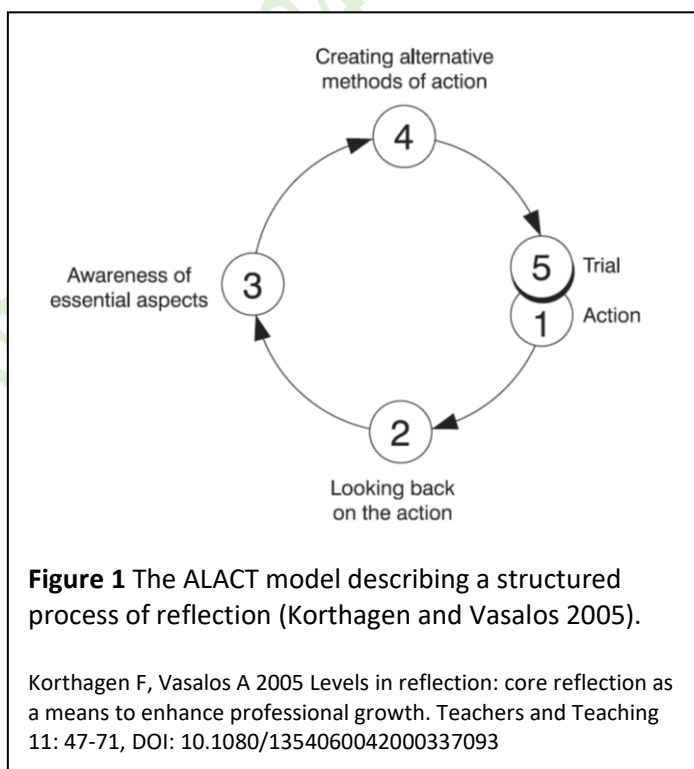 Creating alternative
methods of action
4
5
Trial
Awareness of
essential aspects
3
1
Action
2
Looking back
on the action
Figure 1 The ALACT model describing a structured
process of reflection (Korthagen and Vasalos 2005).
Korthagen F, Vasalos A 2005 Levels in reflection: core reflection as
a means to enhance professional growth. Teachers and Teaching
11: 47-71, DOI: 10.1080/1354060042000337093